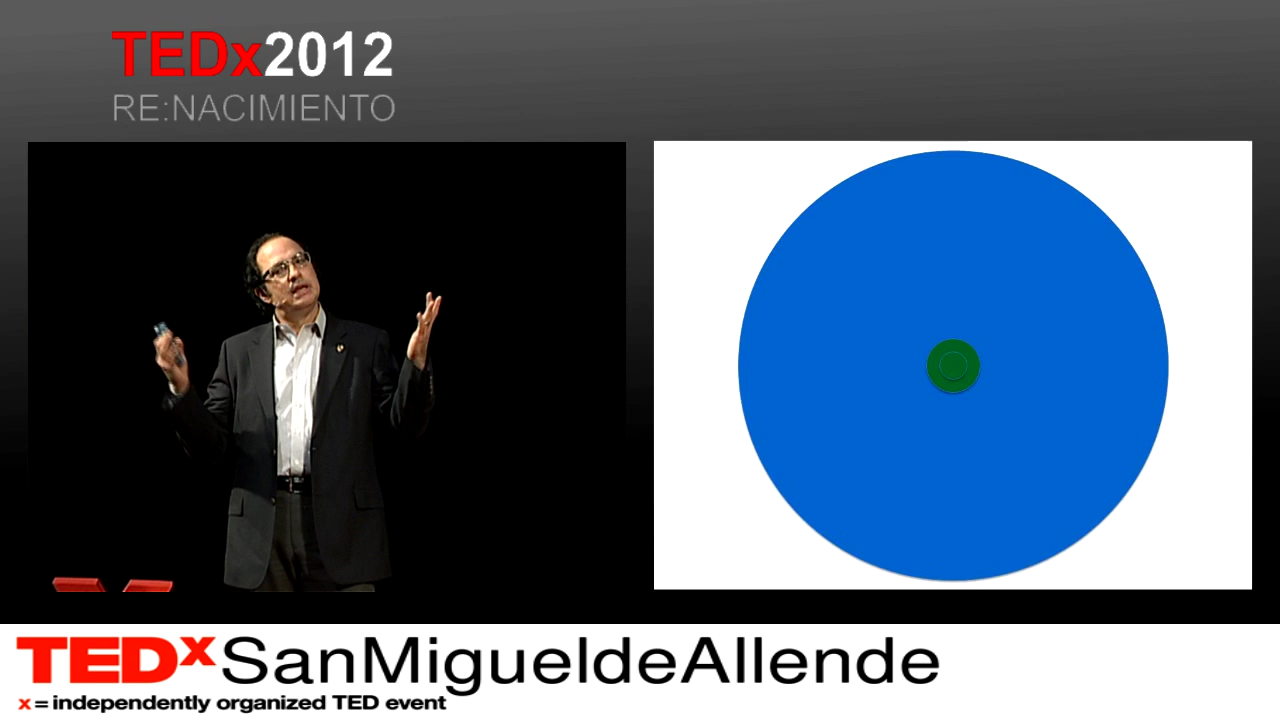 TEDx2012
RE:NACIMIENTO
TEDxSanMigueldeAllende
x = independently organized TED event